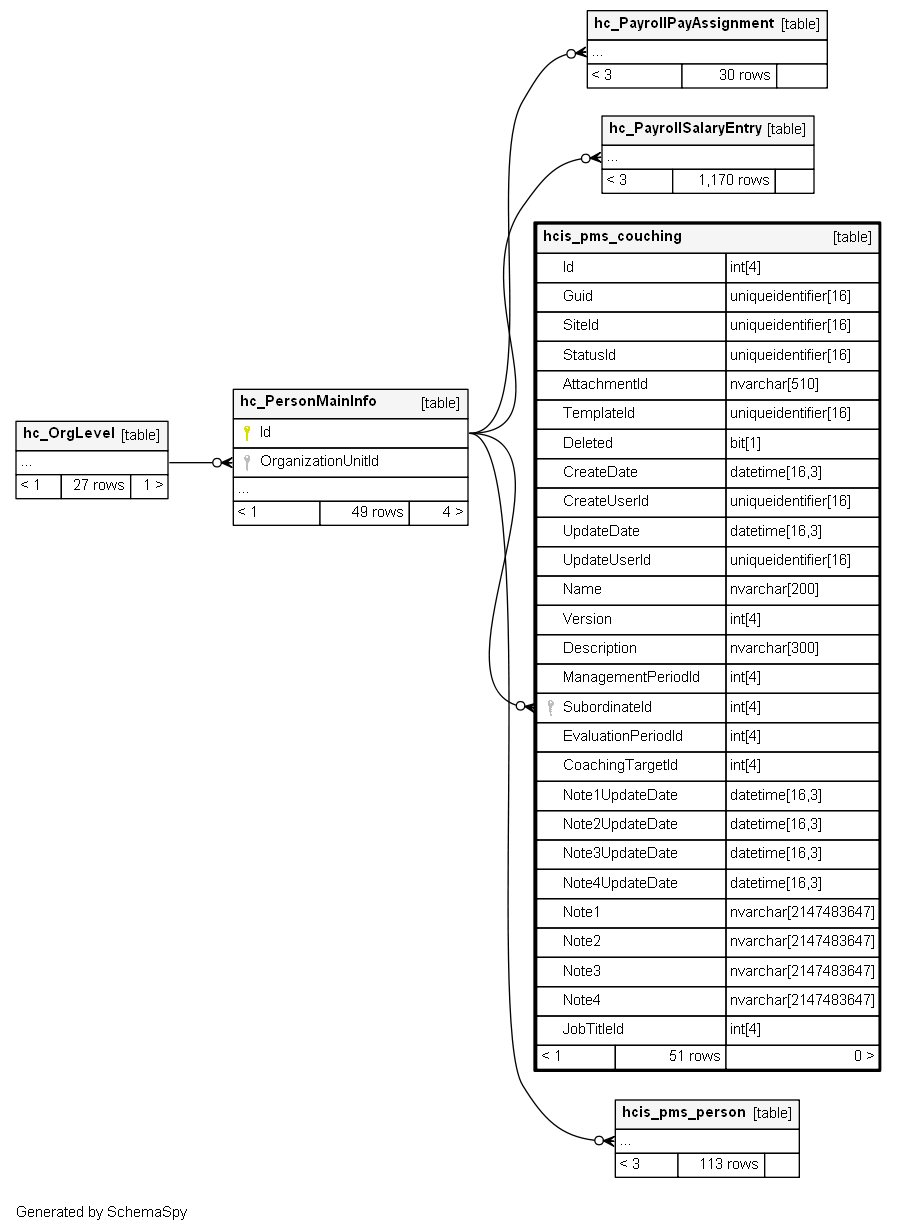 hc_PayrollPayAssignment [table]
...
< 3 30 rows
hc_PayrollSalaryEntry [table]
...
< 3 1,170 rows
hcis_pms_couching [table]
Id int[4]
Guid uniqueidentifier[16]
SiteId uniqueidentifier[16]
StatusId uniqueidentifier[16]
AttachmentId nvarchar[510]
TemplateId uniqueidentifier[16]
Deleted bit[1]
CreateDate datetime[16,3]
CreateUserId uniqueidentifier[16]
UpdateDate datetime[16,3]
UpdateUserId uniqueidentifier[16]
Name nvarchar[200]
Version int[4]
Description nvarchar[300]
ManagementPeriodId int[4]
SubordinateId int[4]
EvaluationPeriodId int[4]
CoachingTargetId int[4]
Note1UpdateDate datetime[16,3]
Note2UpdateDate datetime[16,3]
Note3UpdateDate datetime[16,3]
Note4UpdateDate datetime[16,3]
Note1 nvarchar[2147483647]
Note2 nvarchar[2147483647]
Note3 nvarchar[2147483647]
Note4 nvarchar[2147483647]
JobTitleId int[4]
< 1 51 rows 0 >
hc_PersonMainInfo [table]
Id
OrganizationUnitId
...
< 1 49 rows 4 >
hc_OrgLevel [table]
...
< 1 27 rows 1 >
hcis_pms_person [table]
...
< 3 113 rows
Generated by SchemaSpy